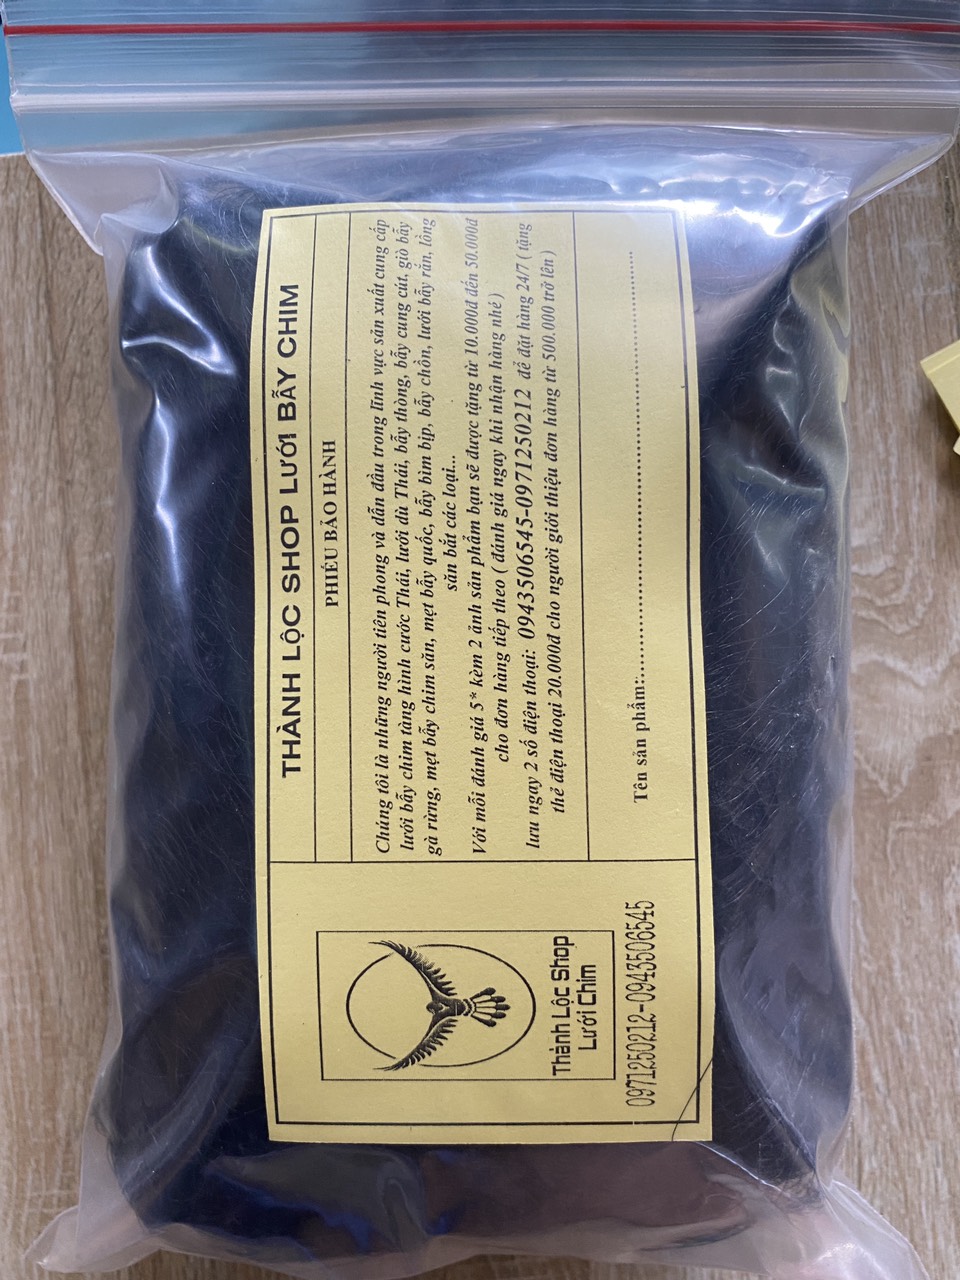 THÀNH LỘC SHOP LƯỚI BẪY CHIM
PHIẾU BẢO HÀNH
Chúng tôi là những người tiên phong và dẫn đầu trong lĩnh vực sản xuất cung cấp
lưới bẫy chim tàng hình cước Thái, lưới dù Thái, bẫy thòng, bẫy cung cút, giò bẫy
gà rừng, mẹt bẫy chim săn, mẹt bẫy quốc, bẫy bìm bịp, bẫy chồn, lưới bẫy rắn, lồng
săn bắt các loại...
Với mỗi đánh giá 5* kèm 2 ảnh sản phẩm bạn sẽ được tặng từ 10.000đ đến 50.000đ
cho đơn hàng tiếp theo ( đánh giá ngay khi nhận hàng nhé )
lưu ngay 2 số điện thoại: 0943506545-0971250212 để đặt hàng 24/7 ( tặng
thẻ điện thoại 20.000đ cho người giới thiệu đơn hàng từ 500.000 trở lên )
Tên sản phẩm:..........................................................................
Thành Lộc Shop
Lưới Chim
0971250212-0943506545